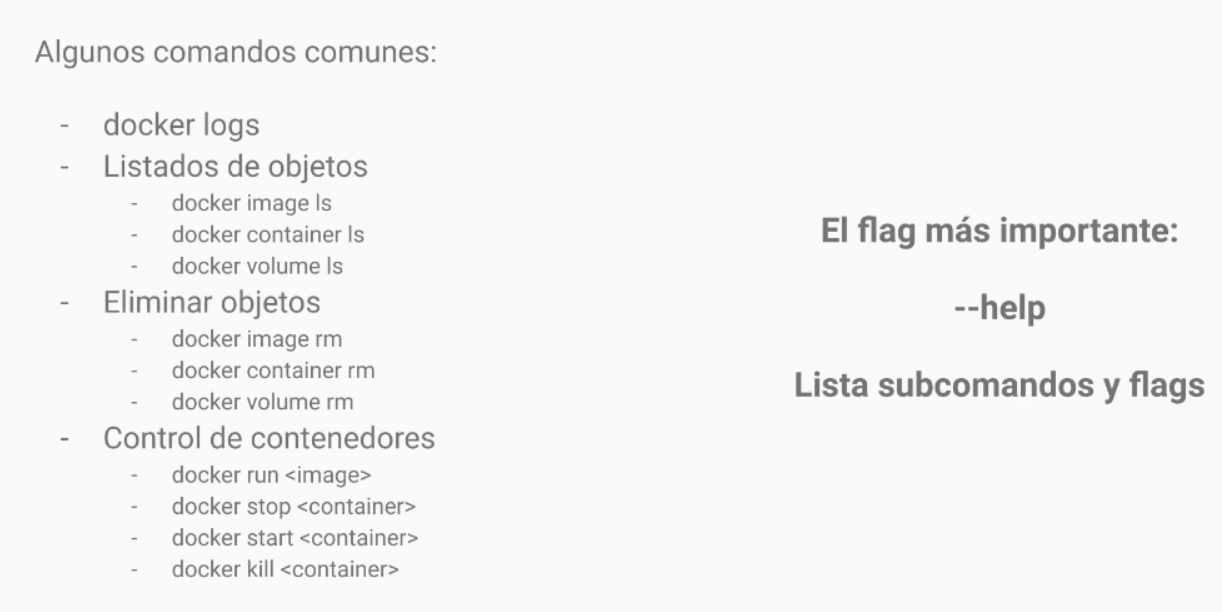 Algunos comandos comunes:
- docker logs
- Listados de objetos
- docker image ls
- docker container ls
- docker volume ls
- Eliminar objetos
- docker image rm
- docker container rm
- docker volume rm
- Control de contenedores
- docker run <image>
- docker stop <container>
- docker start <container>
- docker kill <container>
El flag más importante:
--help
Lista subcomandos y flags